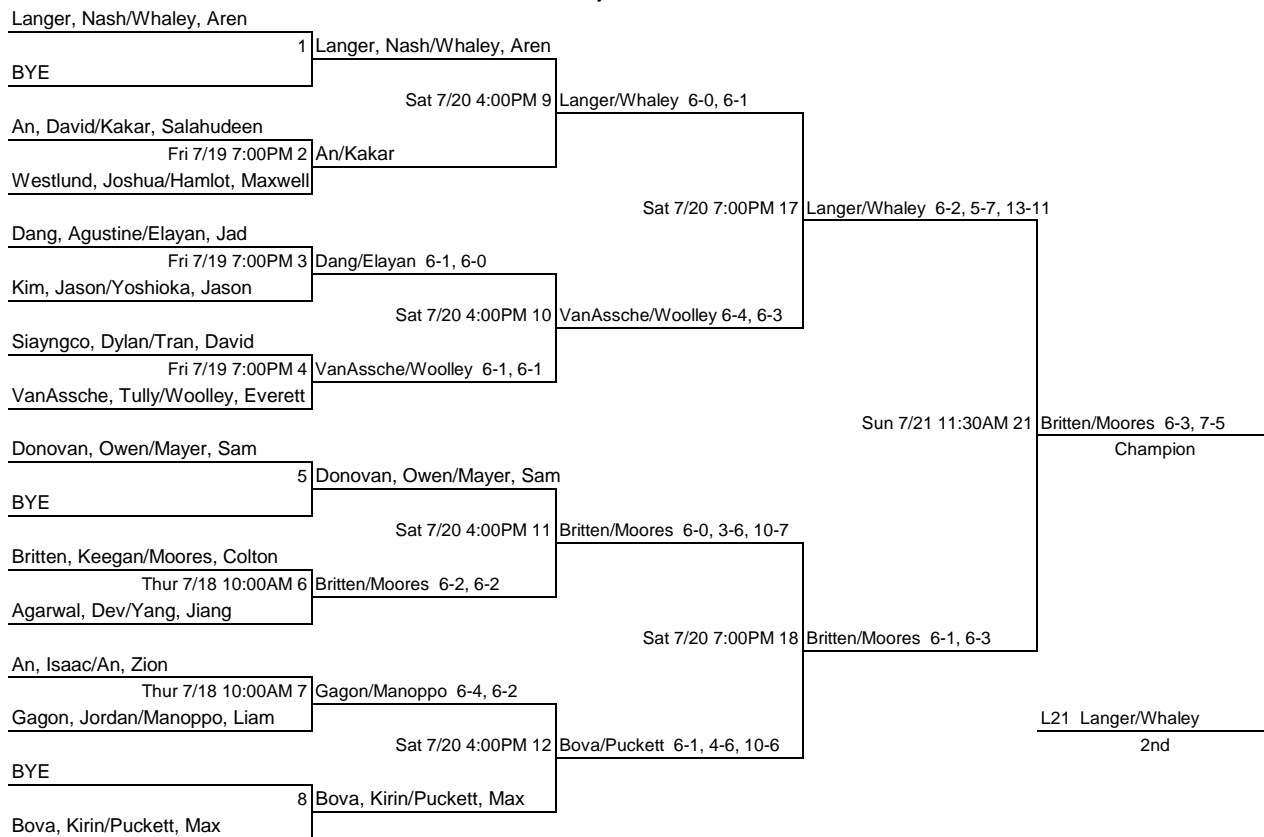 Langer, Nash/Whaley, Aren
1 Langer, Nash/Whaley, Aren
BYE
Sat 7/20 4:00PM 9 Langer/Whaley 6-0, 6-1
An, David/Kakar, Salahudeen
Fri 7/19 7:00PM 2 An/Kakar
Westlund, Joshua/Hamlot, Maxwell
Sat 7/20 7:00PM 17 Langer/Whaley 6-2, 5-7, 13-11
Dang, Agustine/Elayan, Jad
Fri 7/19 7:00PM 3 Dang/Elayan 6-1, 6-0
Kim, Jason/Yoshioka, Jason
Sat 7/20 4:00PM 10 VanAssche/Woolley 6-4, 6-3
Siayngco, Dylan/Tran, David
Fri 7/19 7:00PM 4 VanAssche/Woolley 6-1, 6-1
VanAssche, Tully/Woolley, Everett
Sun 7/21 11:30AM 21 Britten/Moores 6-3, 7-5
Champion
Donovan, Owen/Mayer, Sam
5 Donovan, Owen/Mayer, Sam
BYE
Sat 7/20 4:00PM 11 Britten/Moores 6-0, 3-6, 10-7
Britten, Keegan/Moores, Colton
Thur 7/18 10:00AM 6 Britten/Moores 6-2, 6-2
Agarwal, Dev/Yang, Jiang
Sat 7/20 7:00PM 18 Britten/Moores 6-1, 6-3
An, Isaac/An, Zion
Thur 7/18 10:00AM 7 Gagon/Manoppo 6-4, 6-2
Gagon, Jordan/Manoppo, Liam
L21 Langer/Whaley
2nd
Sat 7/20 4:00PM 12 Bova/Puckett 6-1, 4-6, 10-6
BYE
8 Bova, Kirin/Puckett, Max
Bova, Kirin/Puckett, Max